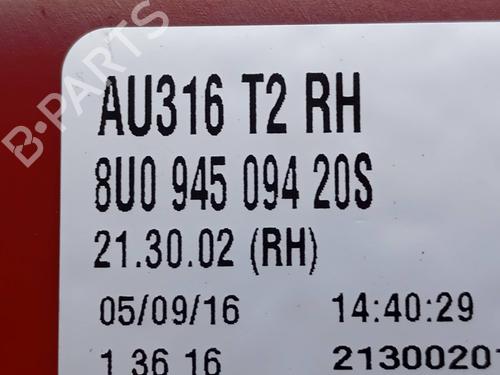 B-PARTS
AU316 T2 RH
8U0 945 094 20S
21.30.02 (RH)
05/09/16 14:40:29
1 36 16 21300201